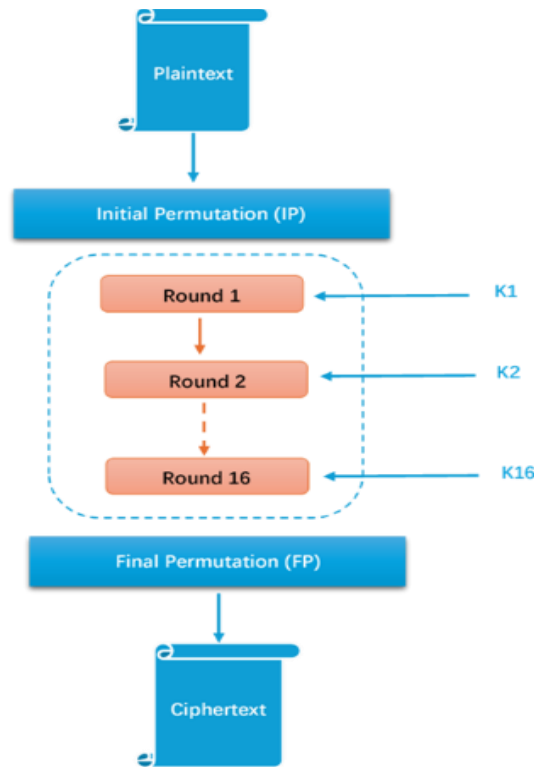 Plaintext
Initial Permutation (IP)
Round 1
K1
Round 2
K2
Round 16
K16
Final Permutation (FP)
Ciphertext